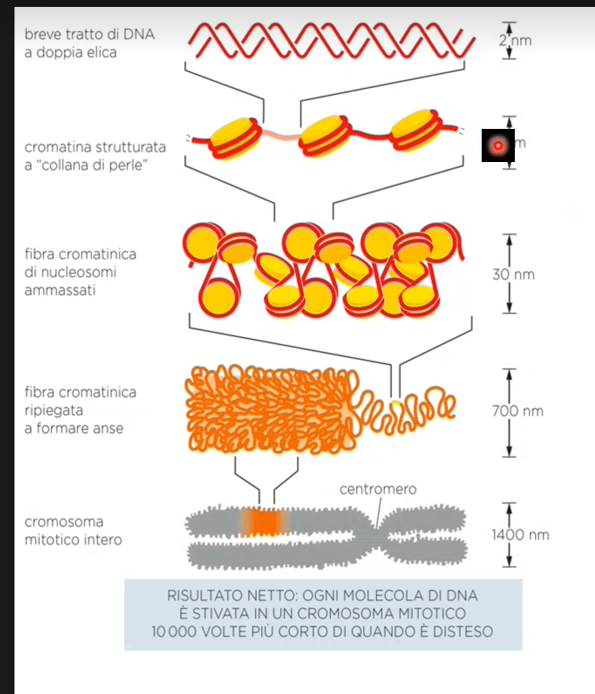 breve tratto di DNA
a doppia elica
2 nm
cromatina strutturata
a “collana di perle”
fibra cromatinica
di nucleosomi
ammassati
30 nm
fibra cromatinica
ripiegata
a formare anse
700 nm
centromero
cromosoma
mitotico intero
1400 nm
RISULTATO NETTO: OGNI MOLECOLA DI DNA
È STIVATA IN UN CROMOSOMA MITOTICO
10 000 VOLTE PIÙ CORTO DI QUANDO È DISTESO